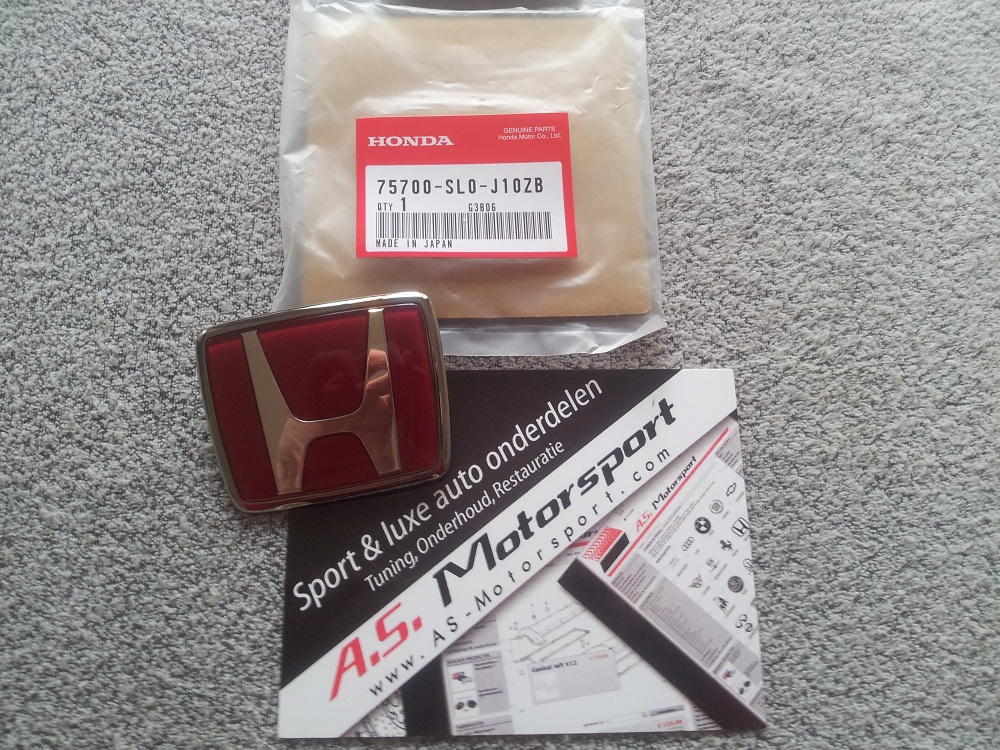 HONDA
GENUINE PARTS
Honda Motor Co., Ltd.
75700-SL0-J10ZB
QTY 1 G3B06
MADE IN JAPAN
Sport & luxe auto onderdelen
Tuning, Onderhoud, Restauratie
A.S. Motorsport
www.AS-Motorsport.com
A.S. Motorsport